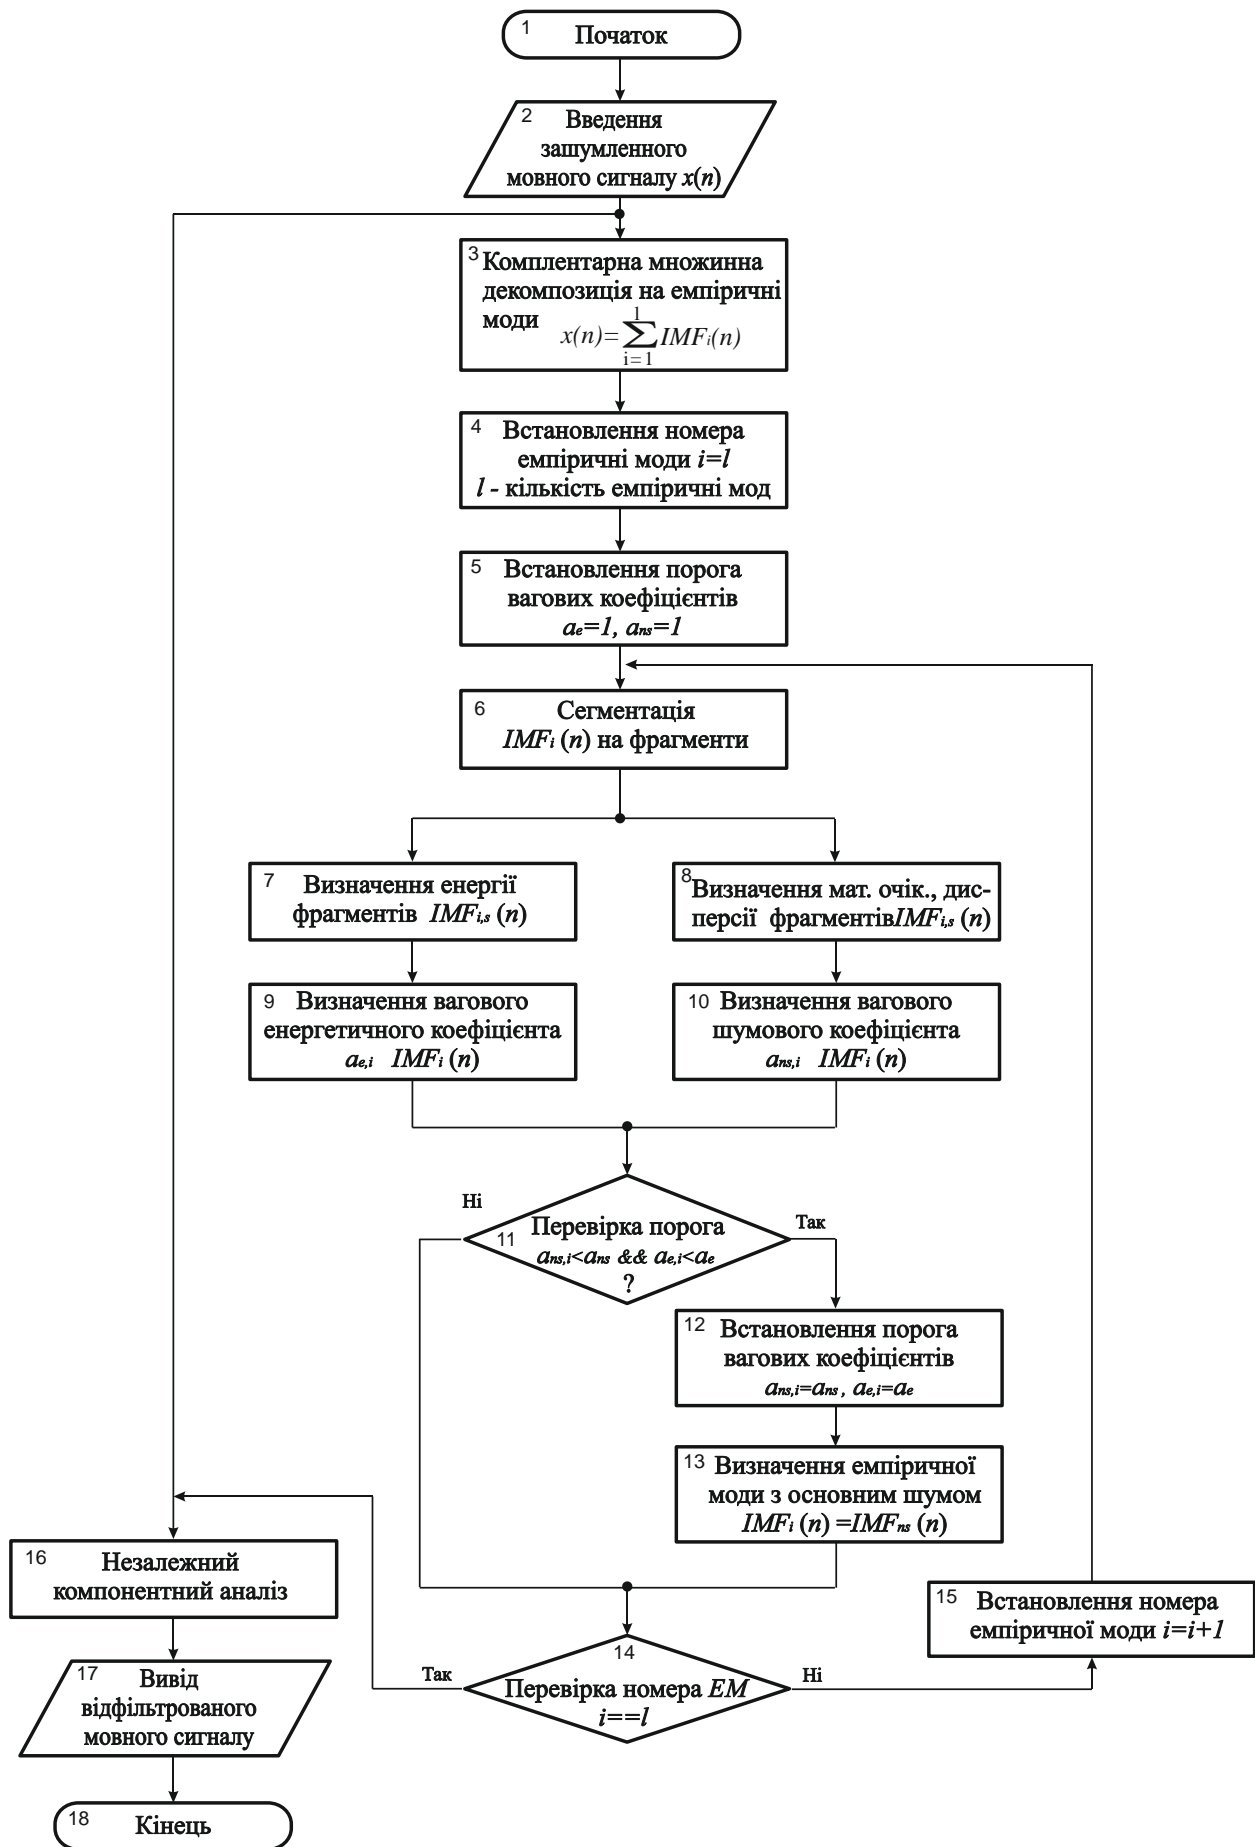 1 Початок
2 Введення
зашумленного
мовного сигналу x(n)
3 Комплентарна множинна
декомпозиція на емпіричні
моди x(n)=∑IMFi(n)
l
i=1
4 Встановлення номера
емпіричні моди i=l
l - кількість емпіричні мод
5 Встановлення порога
вагових коефіцієнтів
ae=1, ans=1
6 Сегментація
IMFi (n) на фрагменти
7 Визначення енергії
фрагментів IMFi,s (n)
8 Визначення мат. очік., дис-
персії фрагментівIMFi,s (n)
9 Визначення вагового
енергетичного коефіцієнта
ae,i IMFi (n)
10 Визначення вагового
шумового коефіцієнта
ans,i IMFi (n)
Ні
Так
11 Перевірка порога
ans,i<ans && ae,i<ae
?
12 Встановлення порога
вагових коефіцієнтів
ans,i=ans , ae,i=ae
13 Визначення емпіричної
моди з основним шумом
IMFi (n) =IMFns (n)
14
Перевірка номера EM
i==l
Так
Ні
15 Встановлення номера
емпіричної моди i=i+1
16 Незалежний
компонентний аналіз
17 Вивід
відфільтрованого
мовного сигналу
18 Кінець